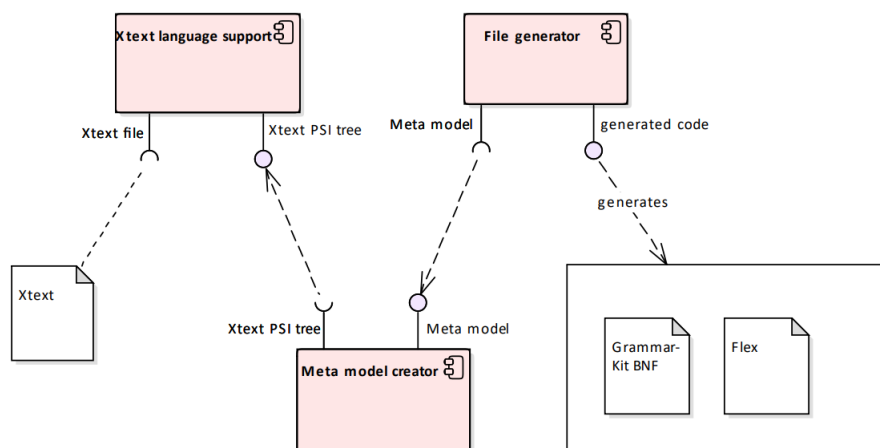 Xtext language support
File generator
Xtext file
Xtext PSI tree
Meta model
generated code
generates
Xtext
Xtext PSI tree
Meta model
Grammar-
Kit BNF
Flex
Meta model creator